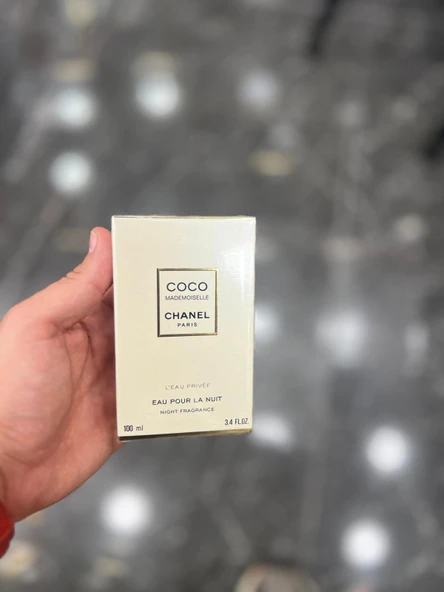 COCO
MADEMOISELLE
CHANEL
PARIS
L'EAU PRIVÉE
EAU POUR LA NUIT
NIGHT FRAGRANCE
100 ml 3.4 FL.OZ.